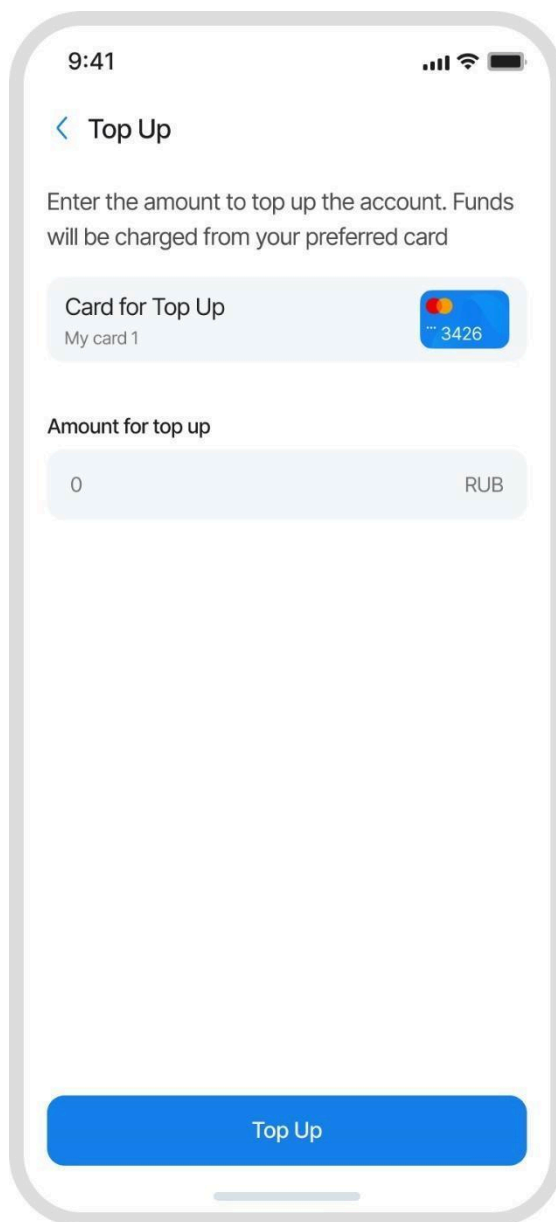 9:41
Top Up
Enter the amount to top up the account. Funds
will be charged from your preferred card
Card for Top Up
My card 1
··· 3426
Amount for top up
0 RUB
Top Up